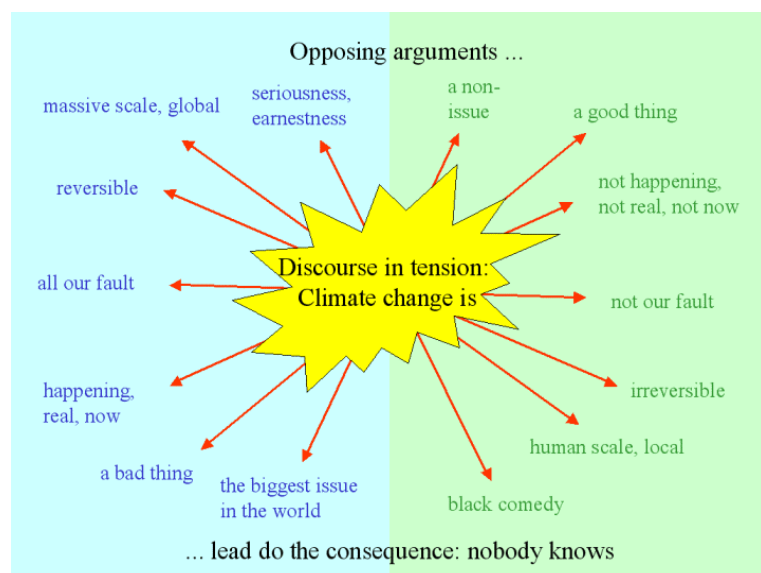 Opposing arguments ...
massive scale, global
seriousness,
earnestness
a non-
issue
a good thing
reversible
not happening,
not real, not now
Discourse in tension:
Climate change is
all our fault
not our fault
happening,
real, now
irreversible
a bad thing
human scale, local
the biggest issue
in the world
black comedy
... lead do the consequence: nobody knows